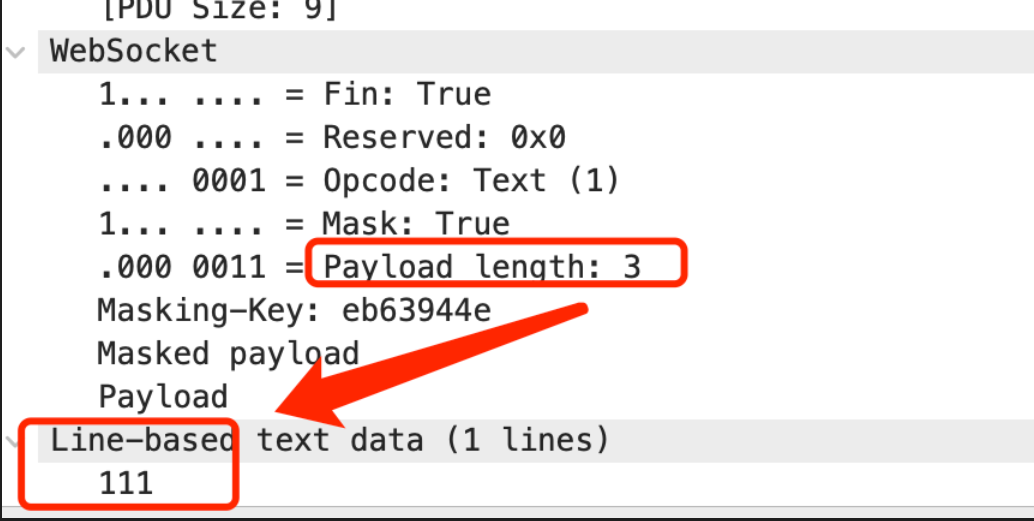 [PDU Size: 9]
WebSocket
1... .... = Fin: True
.000 .... = Reserved: 0x0
.... 0001 = Opcode: Text (1)
1... .... = Mask: True
.000 0011 = Payload length: 3
Masking-Key: eb63944e
Masked payload
Payload
Line-based text data (1 lines)
111